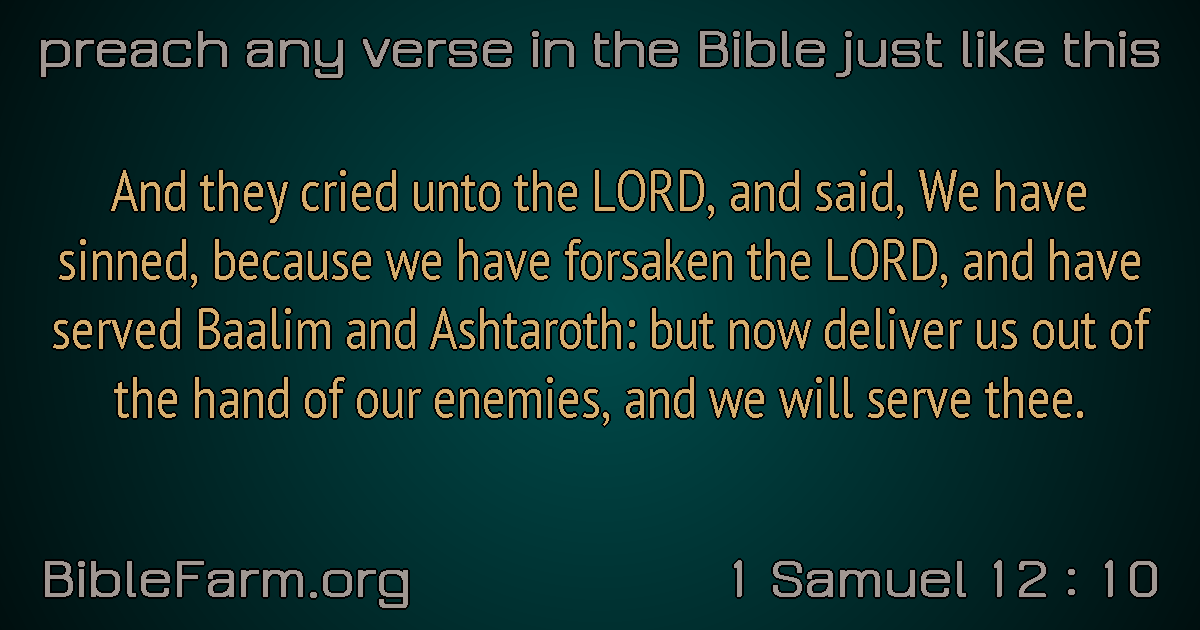 preach any verse in the Bible just like this
And they cried unto the LORD, and said, We have
sinned, because we have forsaken the LORD, and have
served Baalim and Ashtaroth: but now deliver us out of
the hand of our enemies, and we will serve thee.
BibleFarm.org
1 Samuel 12 : 10